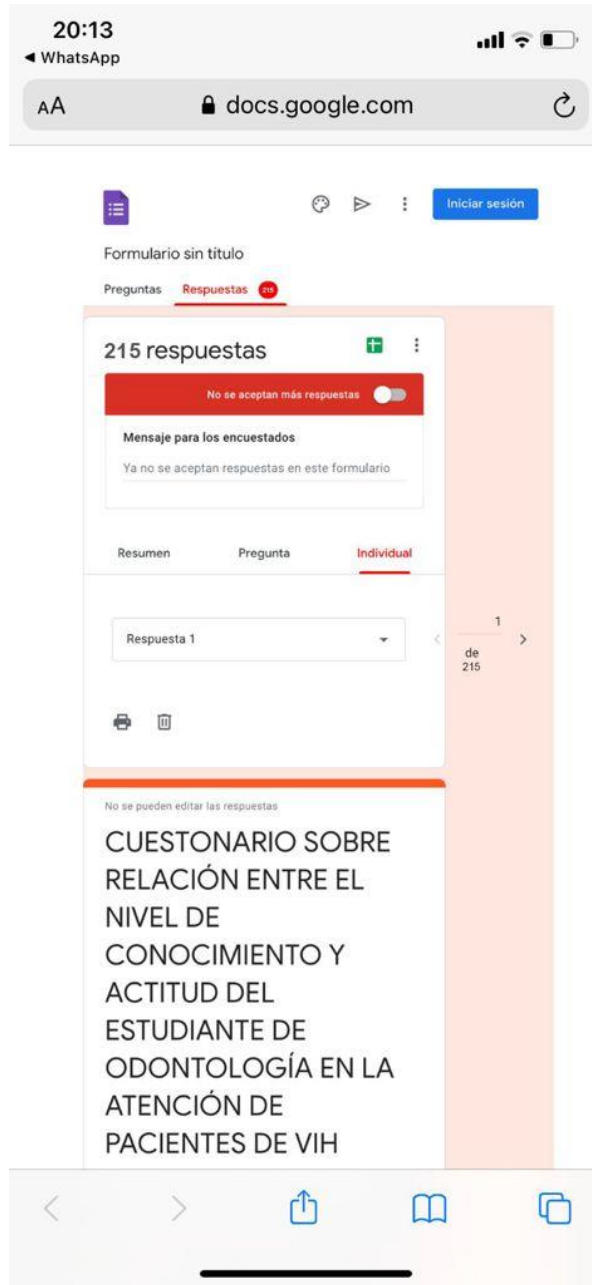 20:13
◀ WhatsApp
AA
docs.google.com
Iniciar sesión
Formulario sin título
Preguntas Respuestas 215
215 respuestas
No se aceptan más respuestas
Mensaje para los encuestados
Ya no se aceptan respuestas en este formulario
Resumen Pregunta Individual
Respuesta 1
1
de
215
No se pueden editar las respuestas
CUESTONARIO SOBRE
RELACIÓN ENTRE EL
NIVEL DE
CONOCIMIENTO Y
ACTITUD DEL
ESTUDIANTE DE
ODONTOLOGÍA EN LA
ATENCIÓN DE
PACIENTES DE VIH